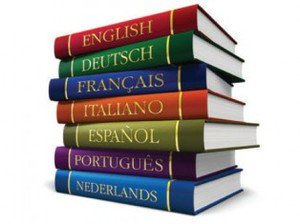 ENGLISH
DEUTSCH
FRANÇAIS
ITALIANO
ESPAÑOL
PORTUGUÊS
NEDERLANDS